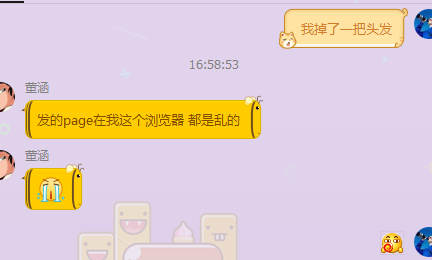 我掉了一把头发
16:58:53
董涵
发的page在我这个浏览器 都是乱的
董涵